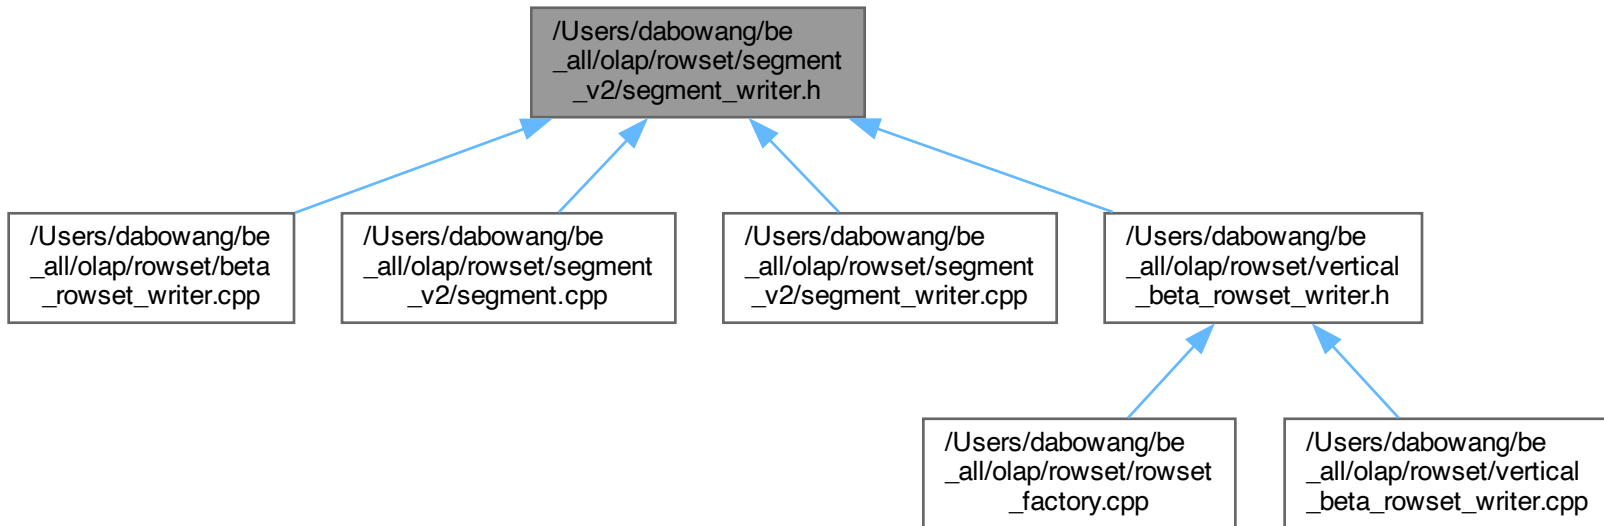 /Users/dabowang/be
_all/olap/rowset/segment
_v2/segment_writer.h
/Users/dabowang/be
_all/olap/rowset/beta
_rowset_writer.cpp
/Users/dabowang/be
_all/olap/rowset/segment
_v2/segment.cpp
/Users/dabowang/be
_all/olap/rowset/segment
_v2/segment_writer.cpp
/Users/dabowang/be
_all/olap/rowset/vertical
_beta_rowset_writer.h
/Users/dabowang/be
_all/olap/rowset/rowset
_factory.cpp
/Users/dabowang/be
_all/olap/rowset/vertical
_beta_rowset_writer.cpp